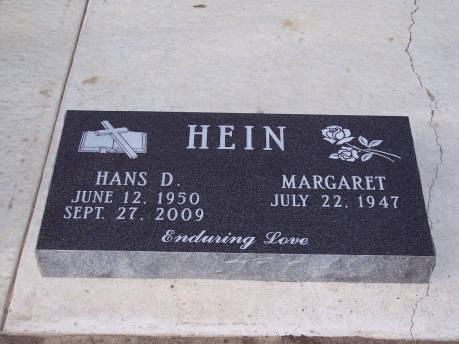 HEIN
HANS D.
JUNE 12. 1950
SEPT. 27. 2009
MARGARET
JULY 22. 1947
Enduring Love